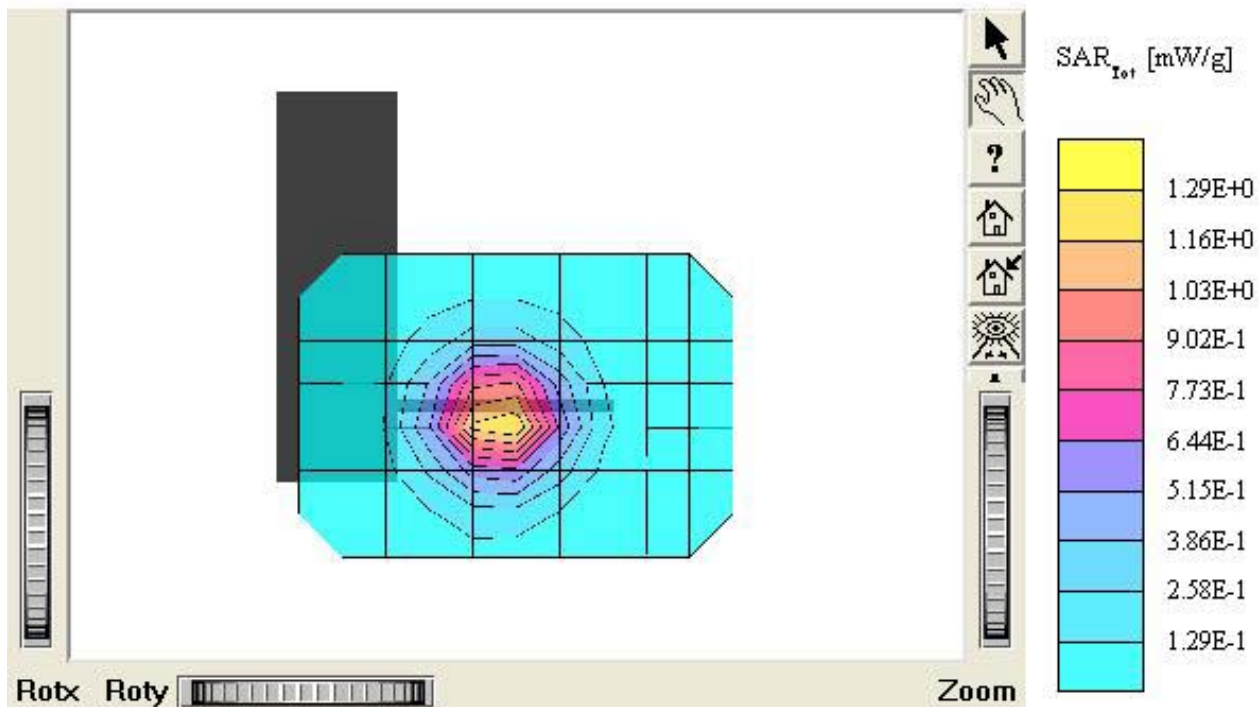 SAR_Tot [mW/g]
?
1.29E+0
1.16E+0
1.03E+0
9.02E-1
7.73E-1
6.44E-1
5.15E-1
3.86E-1
2.58E-1
1.29E-1
Rotx Roty Zoom